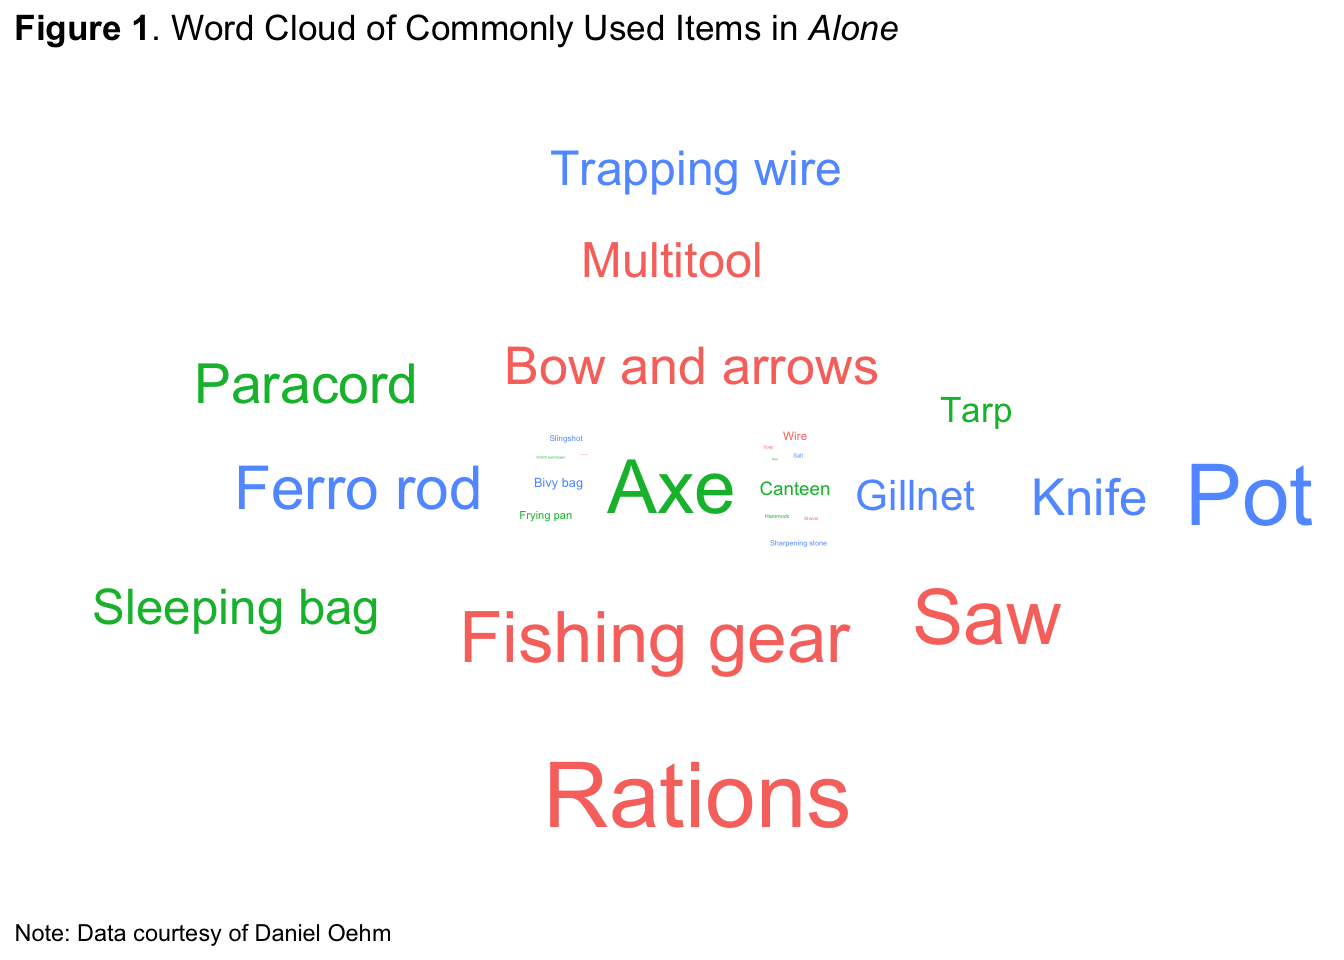 Figure 1. Word Cloud of Commonly Used Items in Alone
Trapping wire
Multitool
Bow and arrows
Paracord
Tarp
Wire
Slingshot
Soap
Salt
Axe
Bivy bag
Canteen
Ferro rod
Gillnet
Knife
Pot
Frying pan
Hammock
Shovel
Sharpening stone
Sleeping bag
Fishing gear
Saw
Rations
Note: Data courtesy of Daniel Oehm